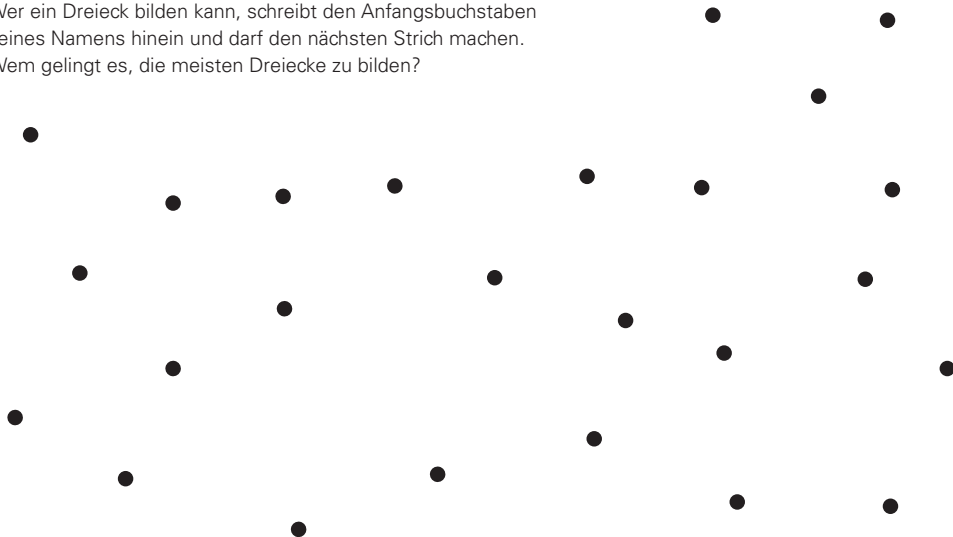 Wer ein Dreieck bilden kann, schreibt den Anfangsbuchstaben
seines Namens hinein und darf den nächsten Strich machen.
Wem gelingt es, die meisten Dreiecke zu bilden?